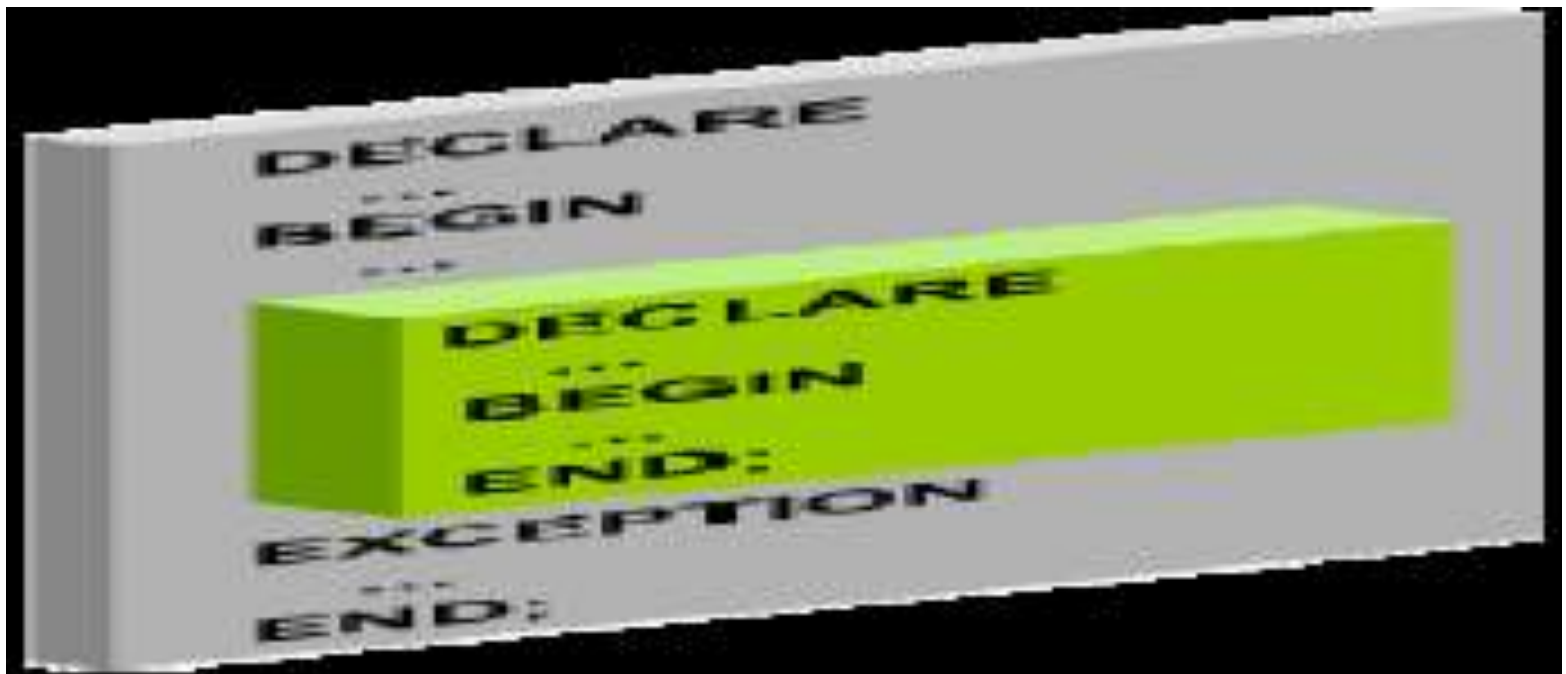 DECLARE
...
BEGIN
...
DECLARE
...
BEGIN
...
END;
EXCEPTION
...
END;